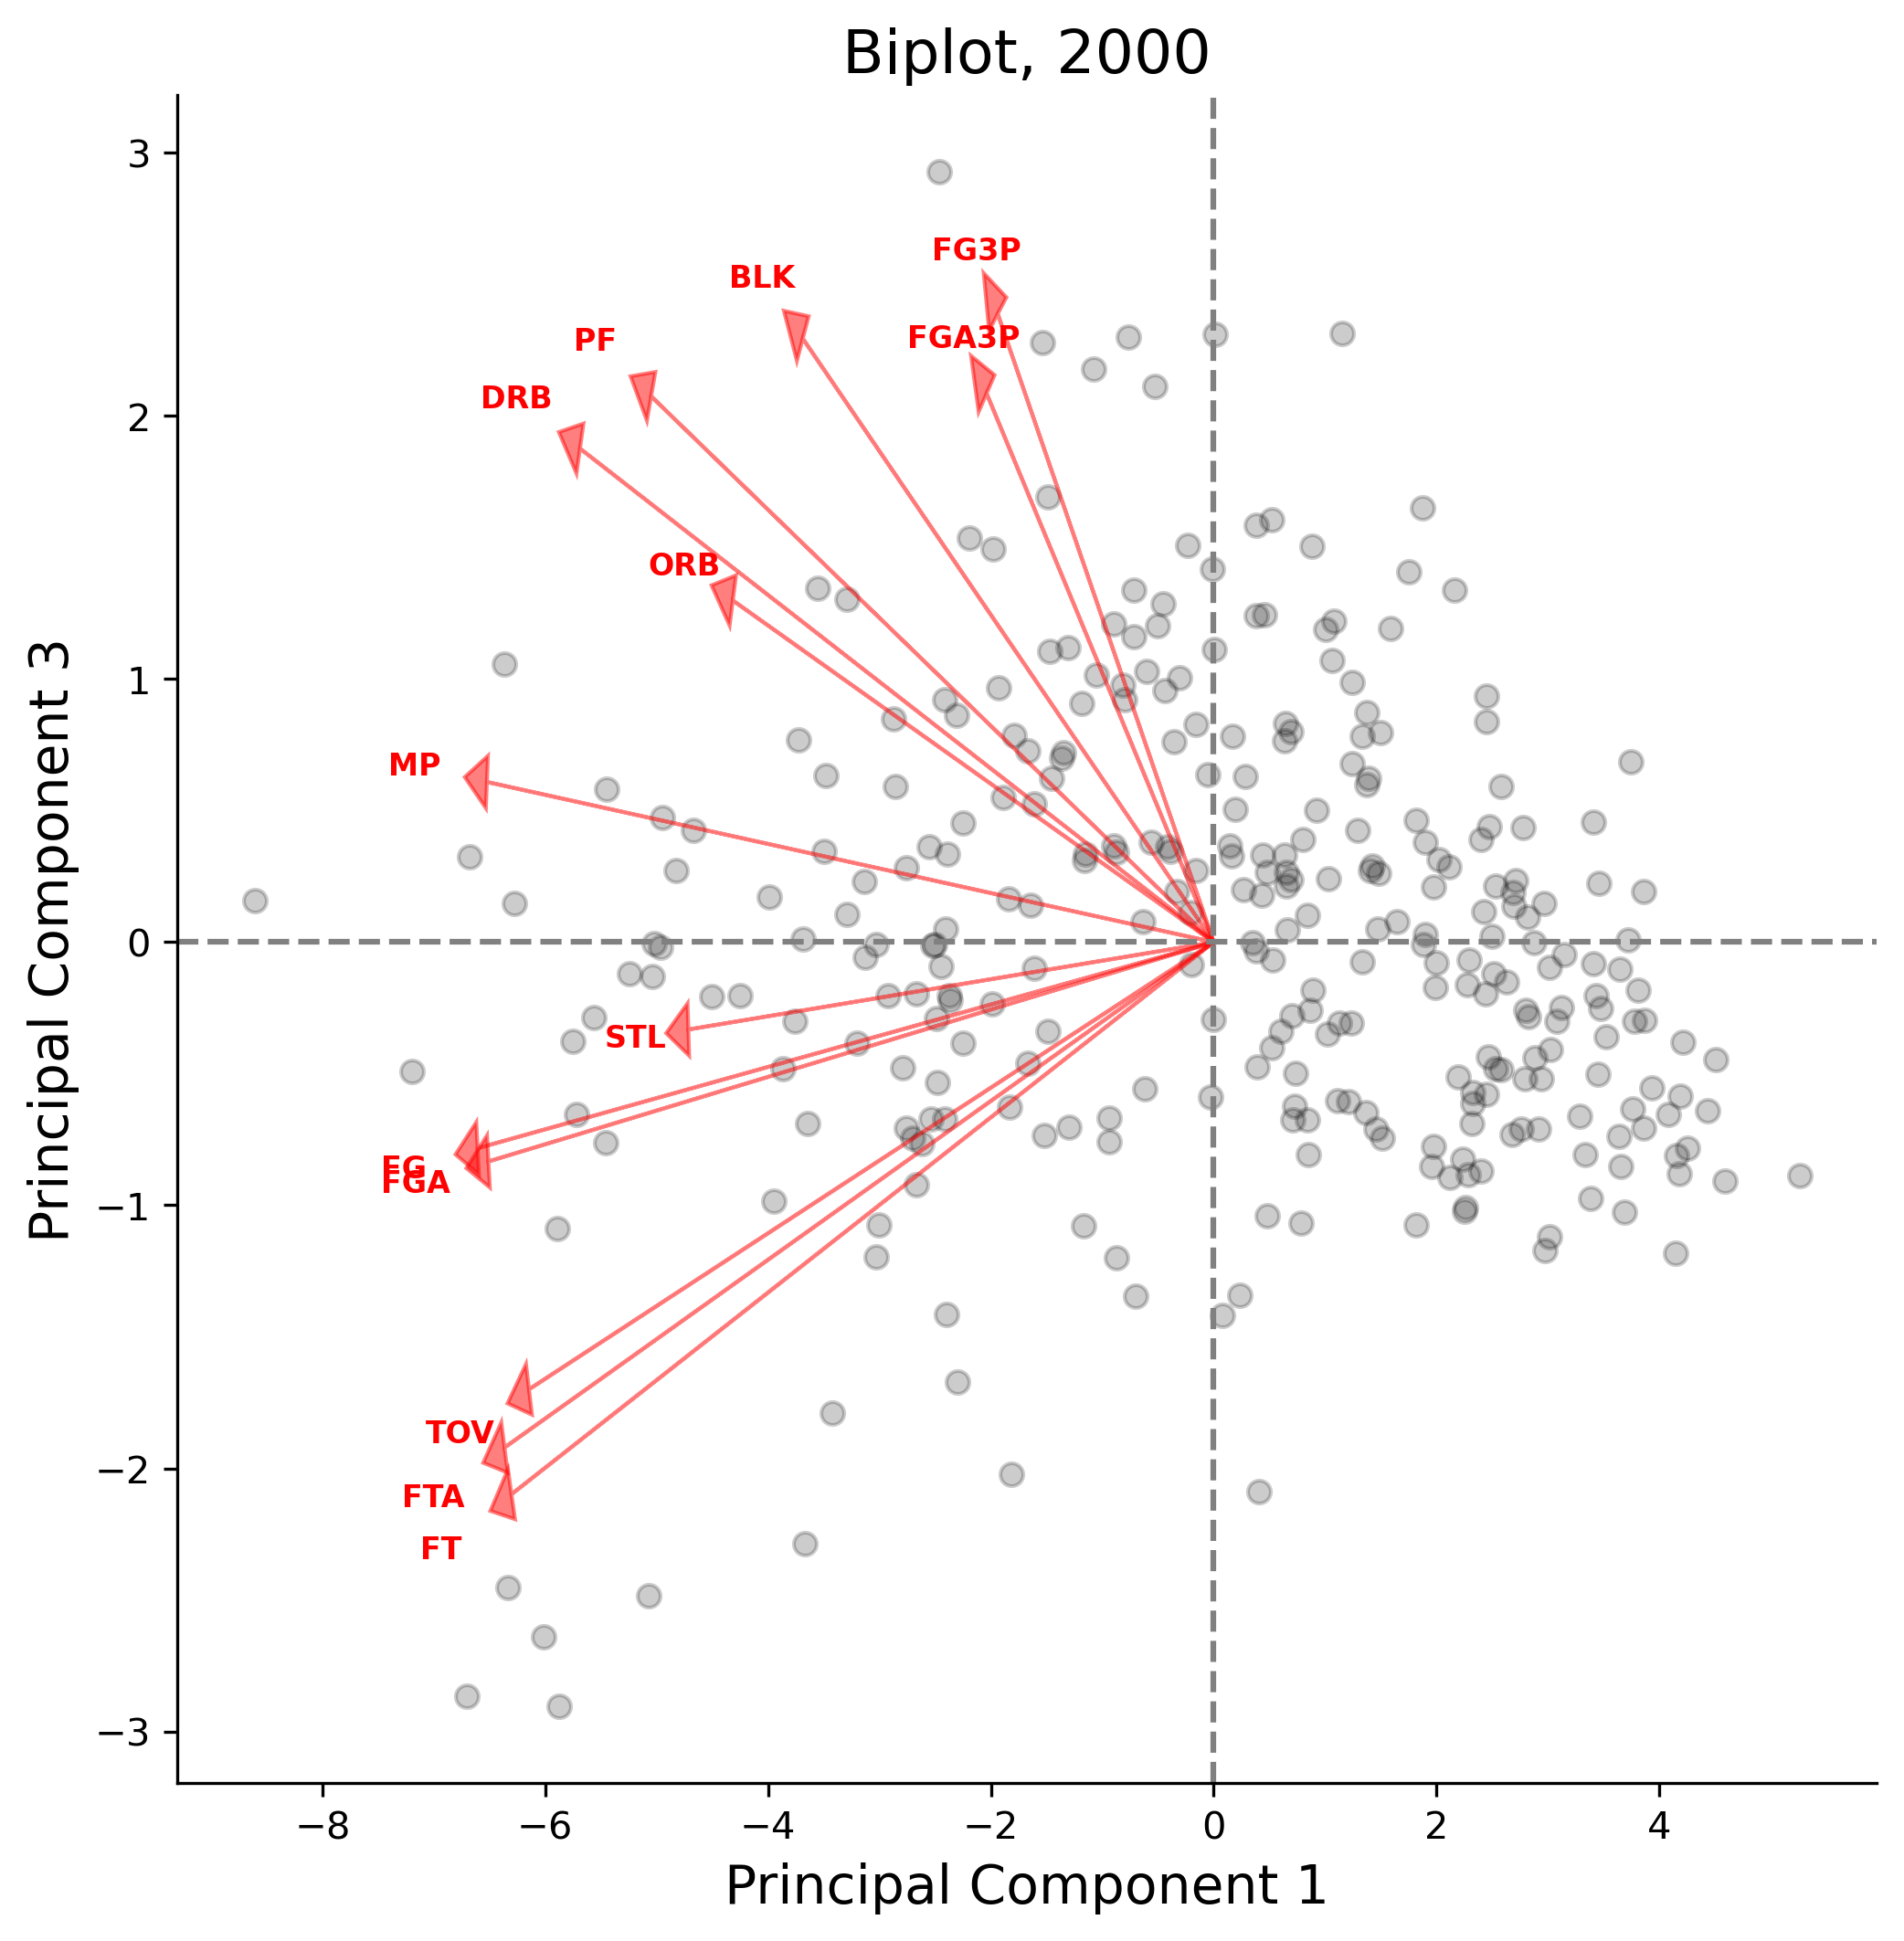 Biplot, 2000
3
FG3P
BLK
FGA3P
PF
DRB
2
ORB
1
MP
Principal Component 3
0
STL
FG
FGA
−1
TOV
FTA
−2
FT
−3
−8
−6
−4
−2
0
2
4
Principal Component 1